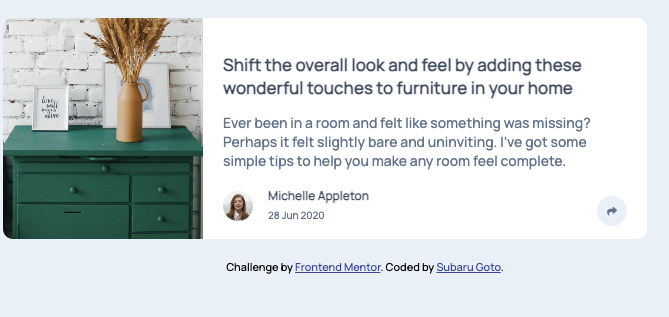 love
will
keeps
us
alive
Shift the overall look and feel by adding these
wonderful touches to furniture in your home
Ever been in a room and felt like something was missing?
Perhaps it felt slightly bare and uninviting. I've got some
simple tips to help you make any room feel complete.
Michelle Appleton
28 Jun 2020
Challenge by Frontend Mentor. Coded by Subaru Goto.